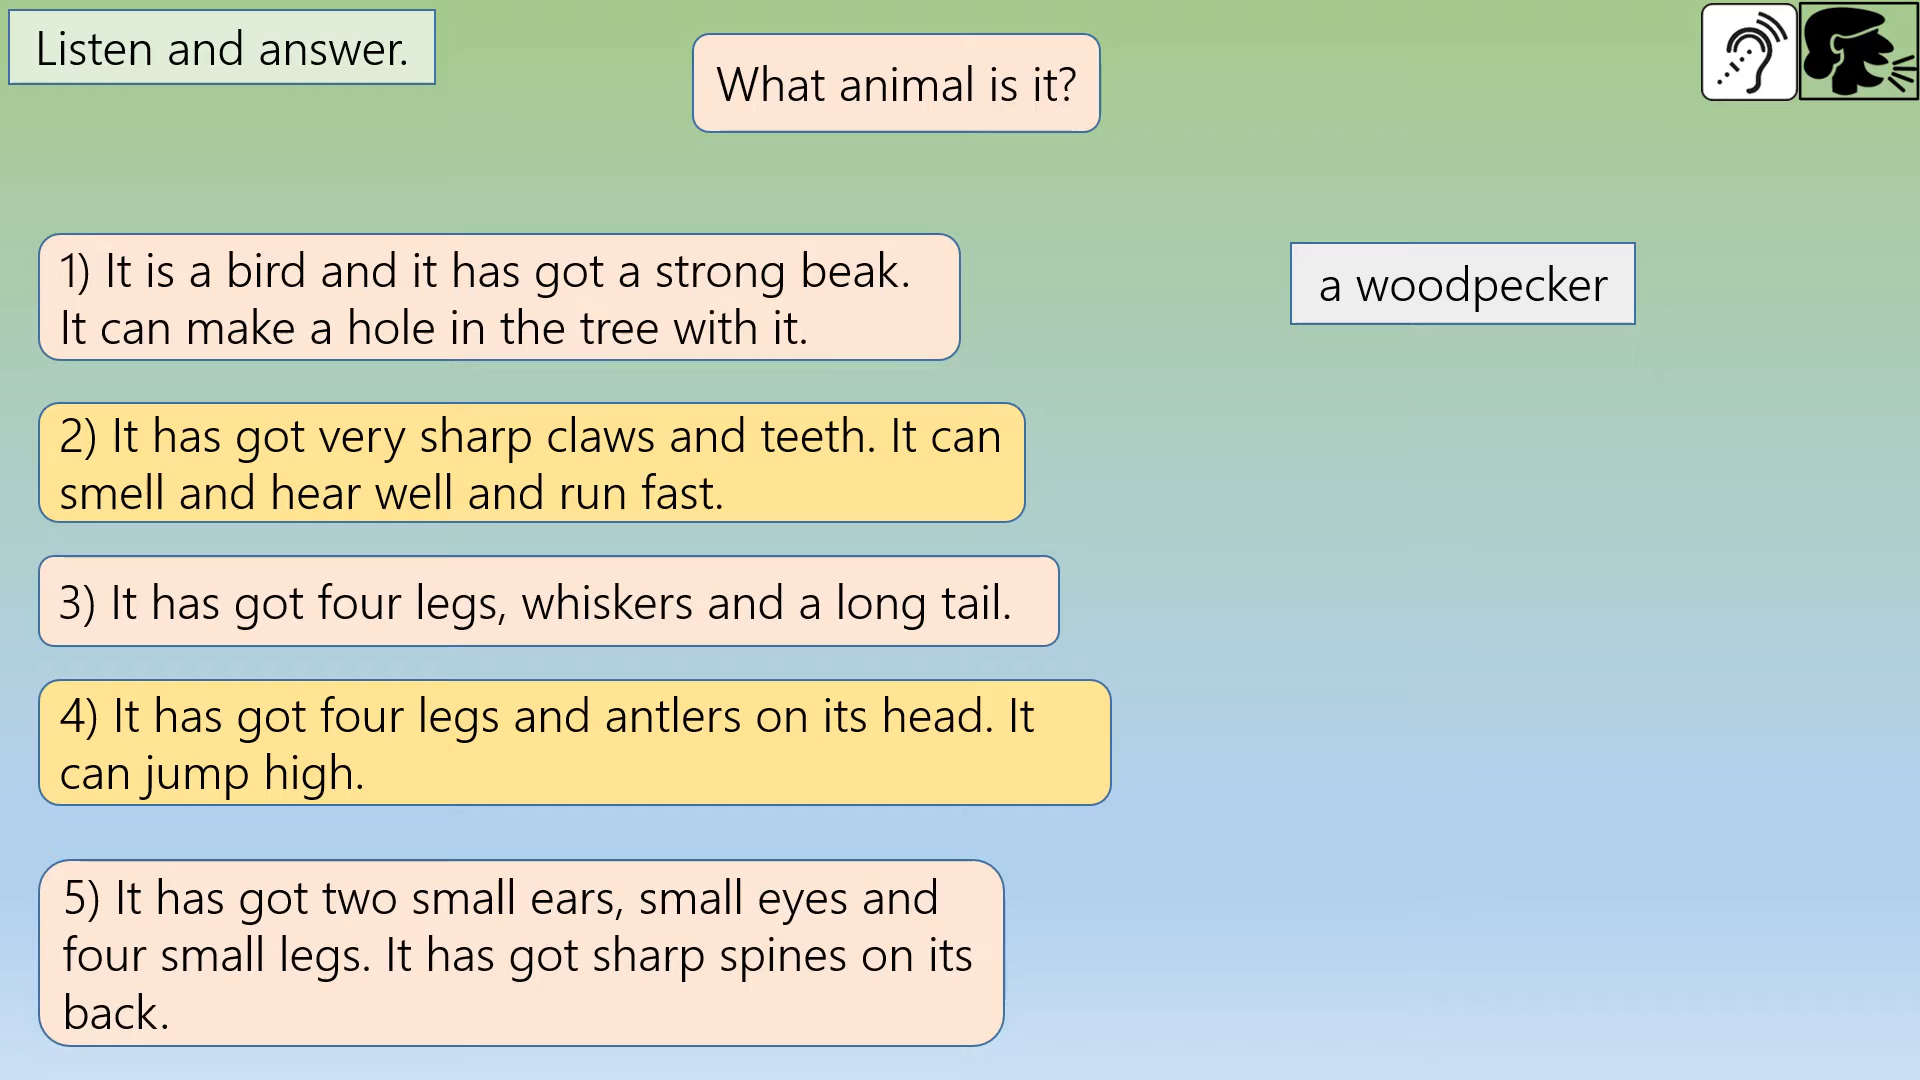 Listen and answer.
What animal is it?
1) It is a bird and it has got a strong beak.
It can make a hole in the tree with it.
a woodpecker
2) It has got very sharp claws and teeth. It can
smell and hear well and run fast.
3) It has got four legs, whiskers and a long tail.
4) It has got four legs and antlers on its head. It
can jump high.
5) It has got two small ears, small eyes and
four small legs. It has got sharp spines on its
back.